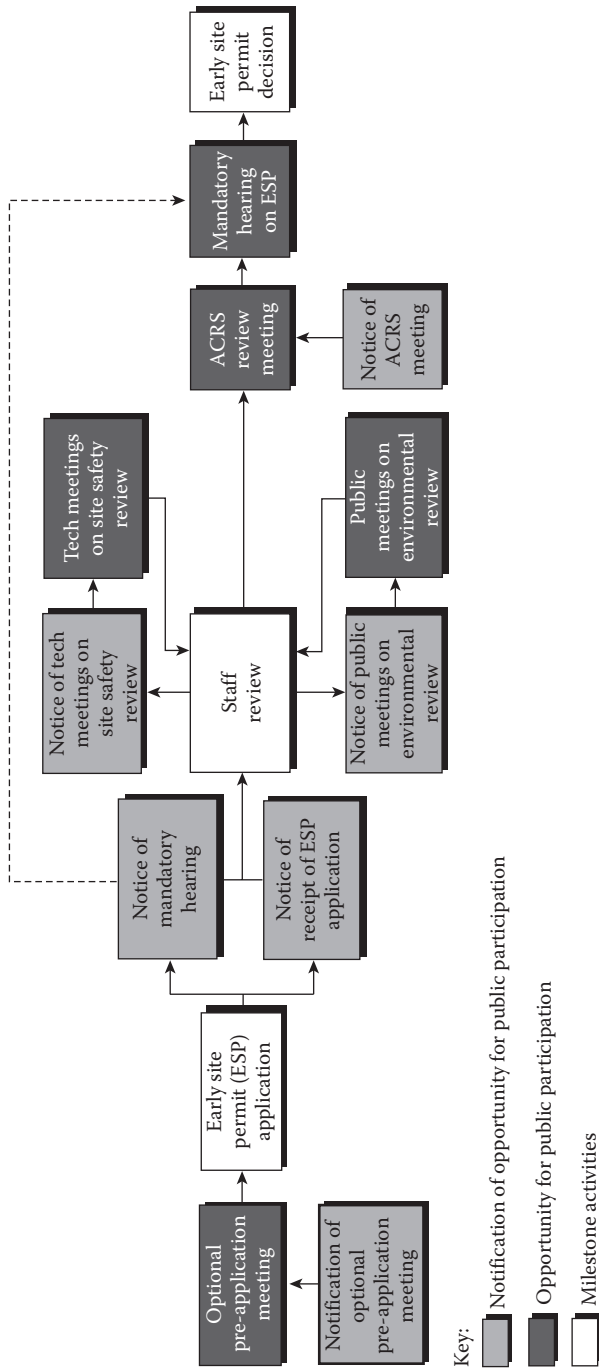 Optional
pre-application
meeting
Notification of
optional
pre-application
meeting
Early site
permit (ESP)
application
Notice of
mandatory
hearing
Notice of
receipt of ESP
application
Notice of tech
meetings on
site safety
review
Tech meetings
on site safety
review
Staff
review
Notice of public
meetings on
environmental
review
Public
meetings on
environmental
review
ACRS
review
meeting
Notice of
ACRS
meeting
Mandatory
hearing
on ESP
Early site
permit
decision
Key:
Notification of opportunity for public participation
Opportunity for public participation
Milestone activities